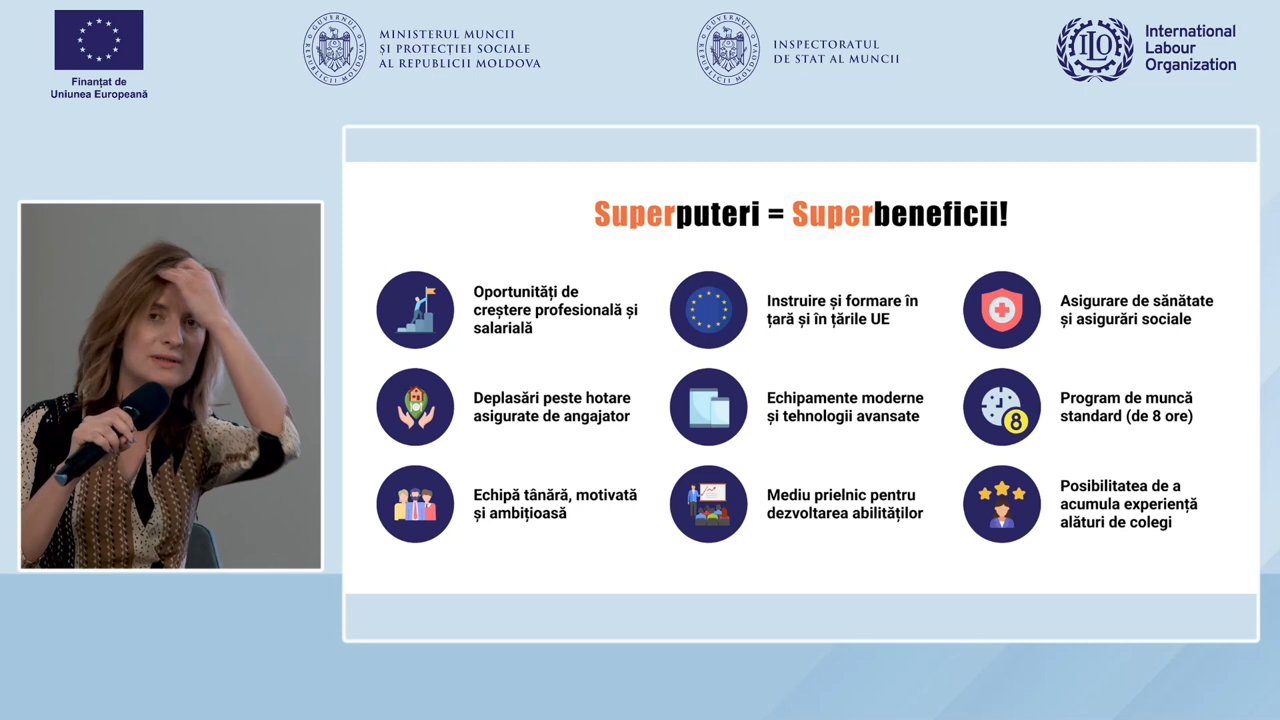 Finanțat de
Uniunea Europeană
MINISTERUL MUNCII
ȘI PROTECȚIEI SOCIALE
AL REPUBLICII MOLDOVA
INSPECTORATUL
DE STAT AL MUNCII
ILO
International
Labour
Organization
Superputeri = Superbeneficii!
Oportunități de
creștere profesională și
salarială
Instruire și formare în
țară și în țările UE
Asigurare de sănătate
și asigurări sociale
Deplasări peste hotare
asigurate de angajator
Echipamente moderne
și tehnologii avansate
8
Program de muncă
standard (de 8 ore)
Echipă tânără, motivată
și ambițioasă
Mediu prielnic pentru
dezvoltarea abilităților
Posibilitatea de a
acumula experiență
alături de colegi